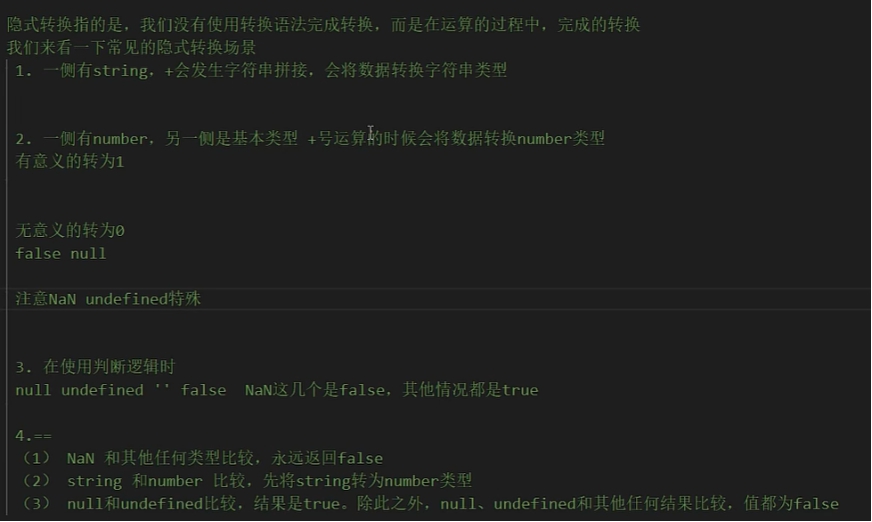 隐式转换指的是，我们没有使用转换语法完成转换，而是在运算的过程中，完成的转换
我们来看一下常见的隐式转换场景
1. 一侧有string，+会发生字符串拼接，会将数据转换字符串类型
2. 一侧有number，另一侧是基本类型 +号运算的时候会将数据转换number类型
有意义的转为1
无意义的转为0
false null
注意NaN undefined特殊
3. 在使用判断逻辑时
null undefined '' false  NaN这几个是false，其他情况都是true
4.==
（1） NaN 和其他任何类型比较，永远返回false
（2） string 和number 比较，先将string转为number类型
（3） null和undefined比较，结果是true。除此之外，null、undefined和其他任何结果比较，值都为false